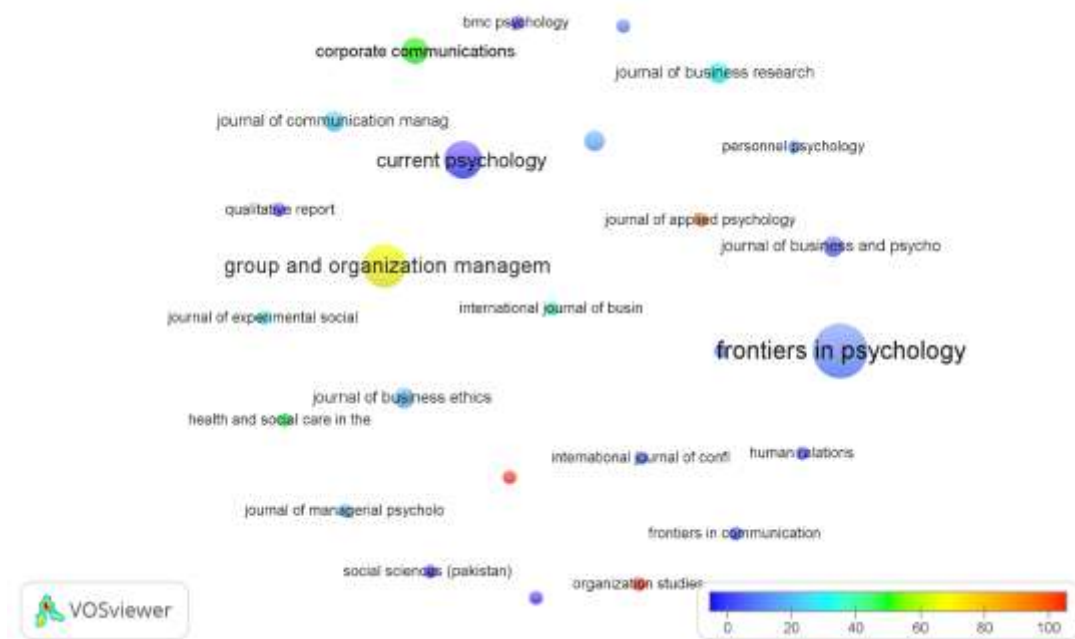 bmc psychology
corporate communications
journal of business research
journal of communication manag
personnel psychology
current psychology
qualitative report
journal of applied psychology
journal of business and psycho
group and organization managem
international journal of busin
journal of experimental social
frontiers in psychology
journal of business ethics
health and social care in the
human relations
international journal of confl
journal of managerial psycholo
frontiers in communication
social sciences (pakistan)
organization studies
VOSviewer
0 20 40 60 80 100